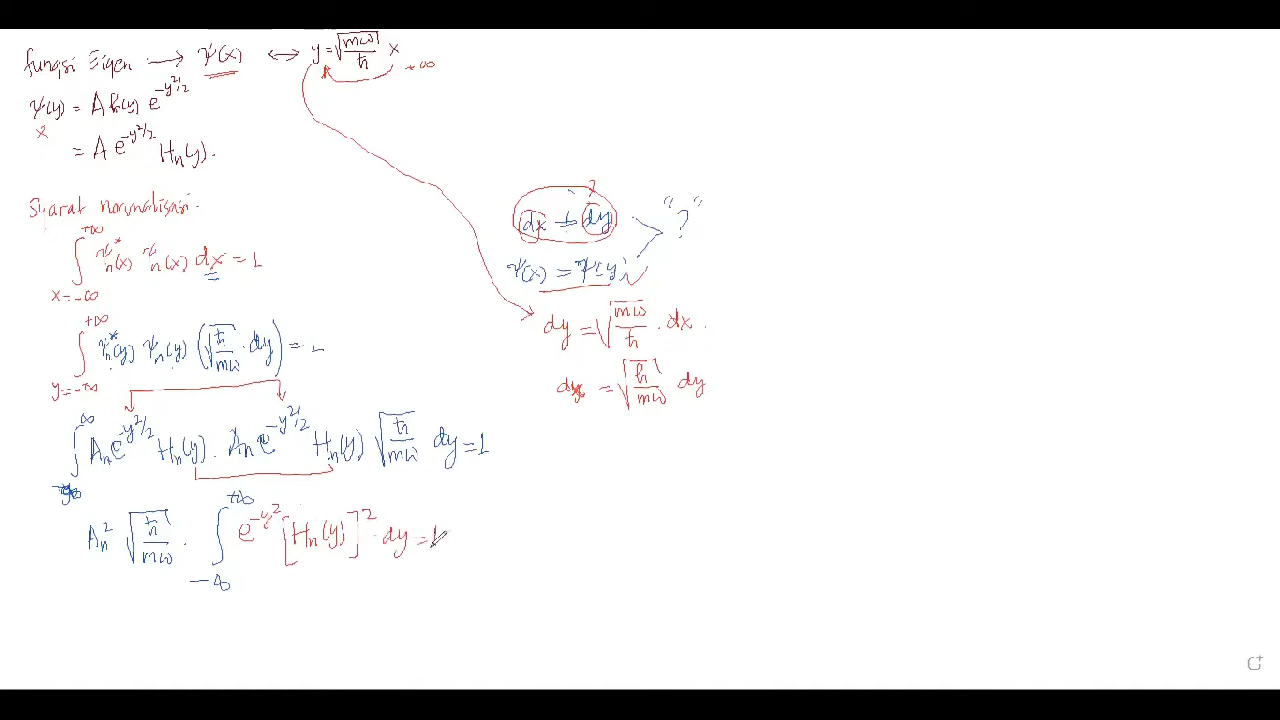 fungsi Eigen → ψ(x) ⟺ y = √(mω/ħ) x
+∞
ψ(y) = A h(y) e^(-y²/2)
x
= A e^(-y²/2) Hn(y).
Syarat normalisasi.
∫_{x=-∞}^{+∞} ψ*n(x) ψn(x) dx = 1
∫_{y=-∞}^{+∞} ψn*(y) ψn(y) (√(ħ/mω) · dy) = 1
∫^{∞} An e^(-y²/2) Hn(y) · An e^(-y²/2) Hn(y) √(ħ/mω) dy = 1
An² √(ħ/mω) · ∫_{-∞}^{+∞} e^(-y²) [Hn(y)]² · dy = 1
dx ≠ dy
"?"
ψ(x) = ψ(y)
dy = √(mω/ħ) · dx .
dx = √(ħ/mω) dy